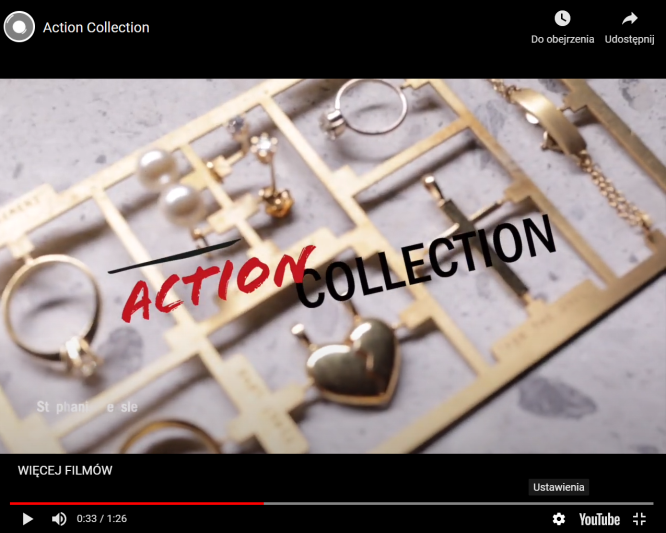 Action Collection
Do obejrzenia
Udostępnij
ACTION
COLLECTION
WIĘCEJ FILMÓW
Ustawienia
0:33 / 1:26
YouTube